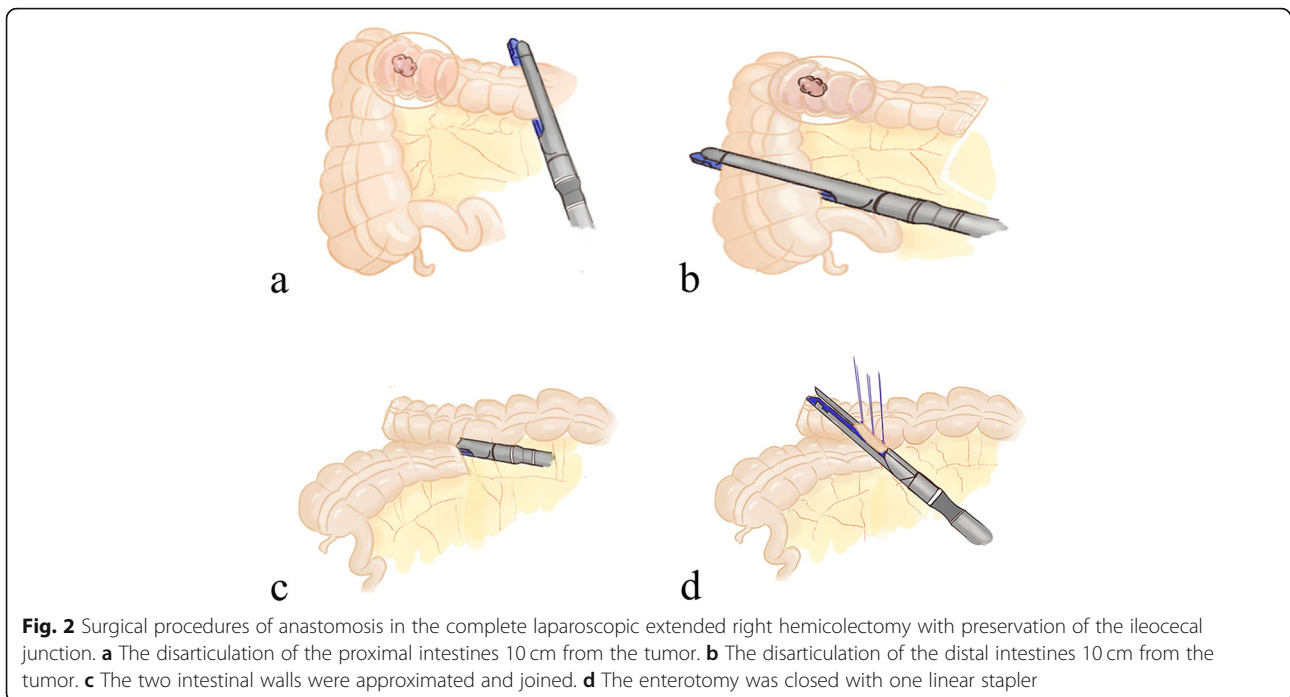 a
b
c
d
Fig. 2 Surgical procedures of anastomosis in the complete laparoscopic extended right hemicolectomy with preservation of the ileocecal
junction. a The disarticulation of the proximal intestines 10 cm from the tumor. b The disarticulation of the distal intestines 10 cm from the
tumor. c The two intestinal walls were approximated and joined. d The enterotomy was closed with one linear stapler